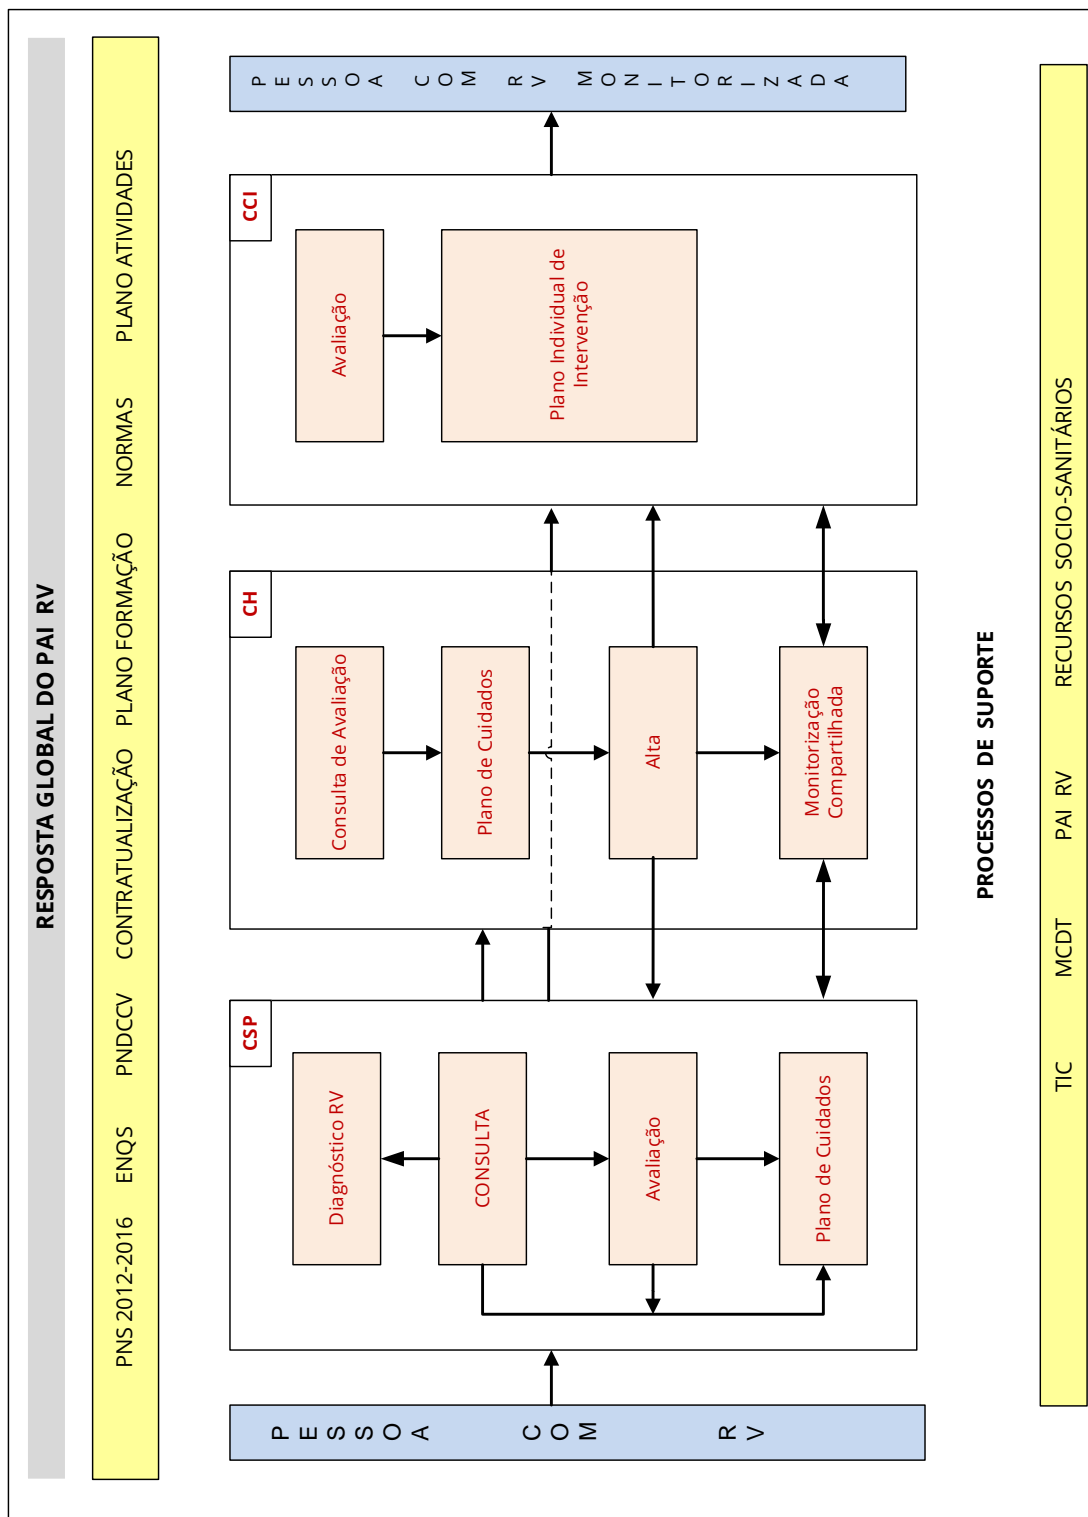 RESPOSTA GLOBAL DO PAI RV
PNS 2012-2016 ENQS PNDCCV CONTRATUALIZAÇÃO PLANO FORMAÇÃO NORMAS PLANO ATIVIDADES
PESSOA COM RV
CSP
Diagnóstico RV
CONSULTA
Avaliação
Plano de Cuidados
CH
Consulta de Avaliação
Plano de Cuidados
Alta
Monitorização
Compartilhada
CCI
Avaliação
Plano Individual de
Intervenção
PESSOA COM RV MONITORIZADA
PROCESSOS DE SUPORTE
TIC MCDT PAI RV RECURSOS SOCIO-SANITÁRIOS